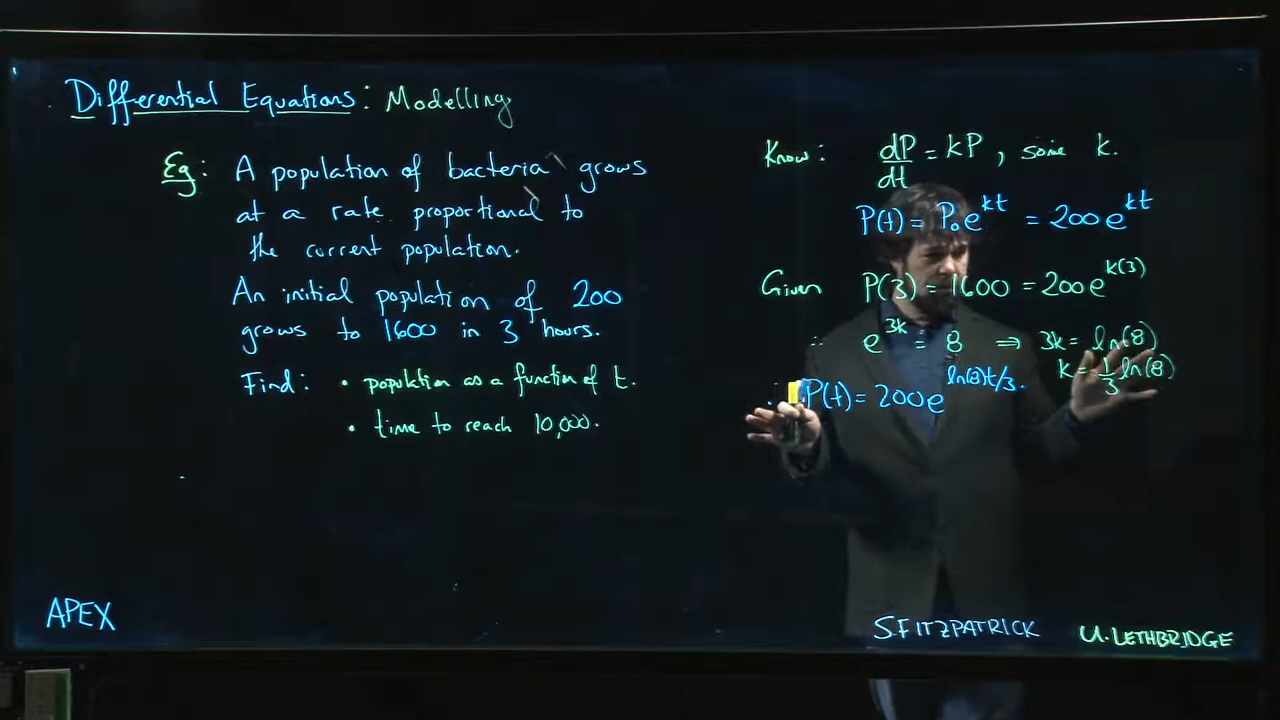 Differential Equations: Modelling
Eg: A population of bacteria grows
at a rate proportional to
the current population.
An initial population of 200
grows to 1600 in 3 hours.
Find: • population as a function of t.
• time to reach 10,000.
Know: dP/dt = kP, some k.
P(t) = P₀e^{kt} = 200e^{kt}
Given P(3) = 1600 = 200e^{k(3)}
∴ e^{3k} = 8 ⇒ 3k = ln(8)
k = 1/3 ln(8)
∴ P(t) = 200e^{ln(8)t/3}.
APEX
S.FITZPATRICK
U.LETHBRIDGE